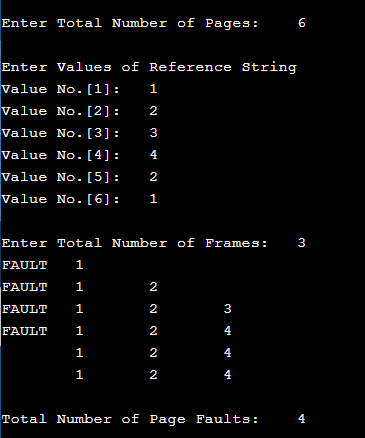 Enter Total Number of Pages: 6
Enter Values of Reference String
Value No.[1]: 1
Value No.[2]: 2
Value No.[3]: 3
Value No.[4]: 4
Value No.[5]: 2
Value No.[6]: 1
Enter Total Number of Frames: 3
FAULT 1
FAULT 1 2
FAULT 1 2 3
FAULT 1 2 4
1 2 4
1 2 4
Total Number of Page Faults: 4